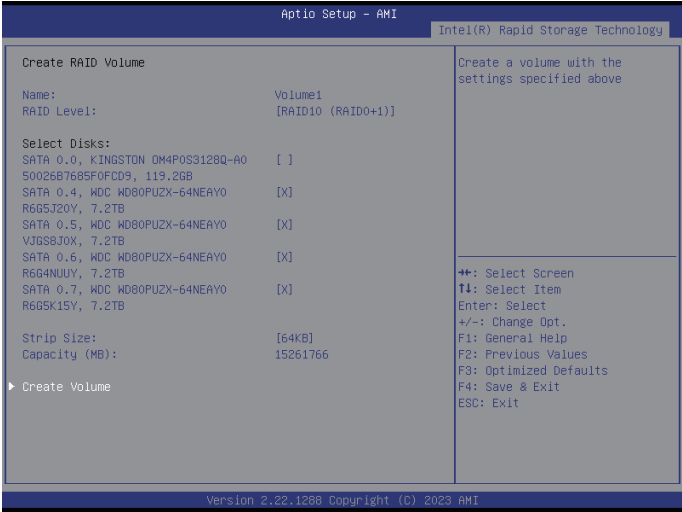 Aptio Setup – AMI
Intel(R) Rapid Storage Technology
Create RAID Volume
Name: Volume1
RAID Level: [RAID10 (RAID0+1)]
Select Disks:
SATA 0.0, KINGSTON OM4P0S3128Q-A0 [ ]
50026B7685F0FCD9, 119.2GB
SATA 0.4, WDC WD80PUZX-64NEAY0 [X]
R6G5J20Y, 7.2TB
SATA 0.5, WDC WD80PUZX-64NEAY0 [X]
VJGS8J0X, 7.2TB
SATA 0.6, WDC WD80PUZX-64NEAY0 [X]
R6G4NUUY, 7.2TB
SATA 0.7, WDC WD80PUZX-64NEAY0 [X]
R6G5K15Y, 7.2TB
Strip Size: [64KB]
Capacity (MB): 15261766
Create Volume
Create a volume with the
settings specified above
→←: Select Screen
↑↓: Select Item
Enter: Select
+/-: Change Opt.
F1: General Help
F2: Previous Values
F3: Optimized Defaults
F4: Save & Exit
ESC: Exit
Version 2.22.1288 Copyright (C) 2023 AMI